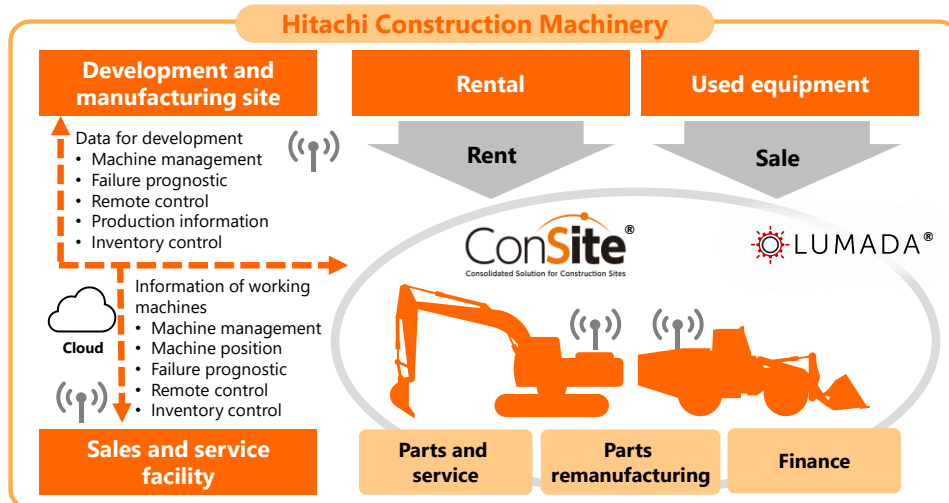 Hitachi Construction Machinery
Development and
manufacturing site
Rental
Used equipment
Data for development
• Machine management
• Failure prognostic
• Remote control
• Production information
• Inventory control
Rent
Sale
ConSite®
Consolidated Solution for Construction Sites
LUMADA®
Information of working
machines
• Machine management
• Machine position
• Failure prognostic
• Remote control
• Inventory control
Cloud
Sales and service
facility
Parts and
service
Parts
remanufacturing
Finance